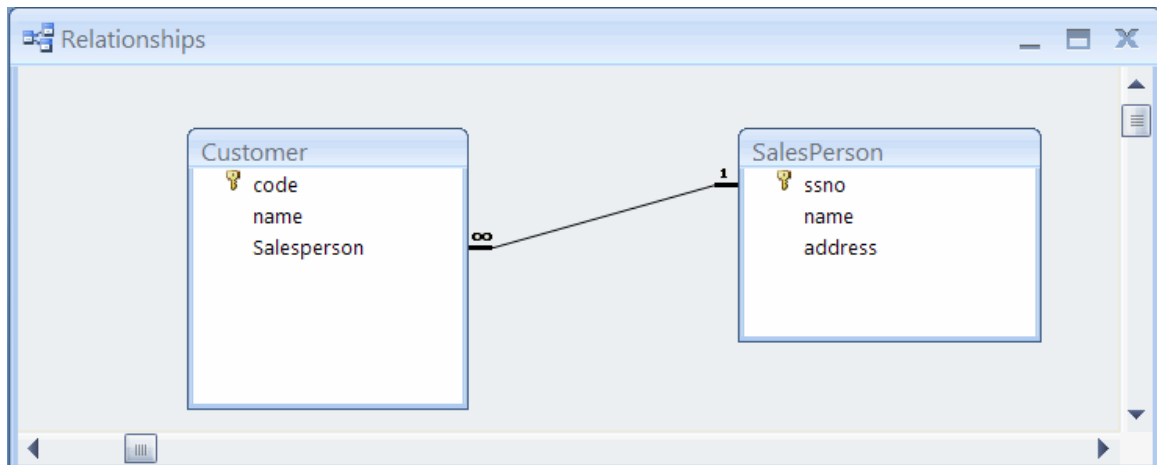 Relationships
Customer
code
name
Salesperson
∞
1
SalesPerson
ssno
name
address